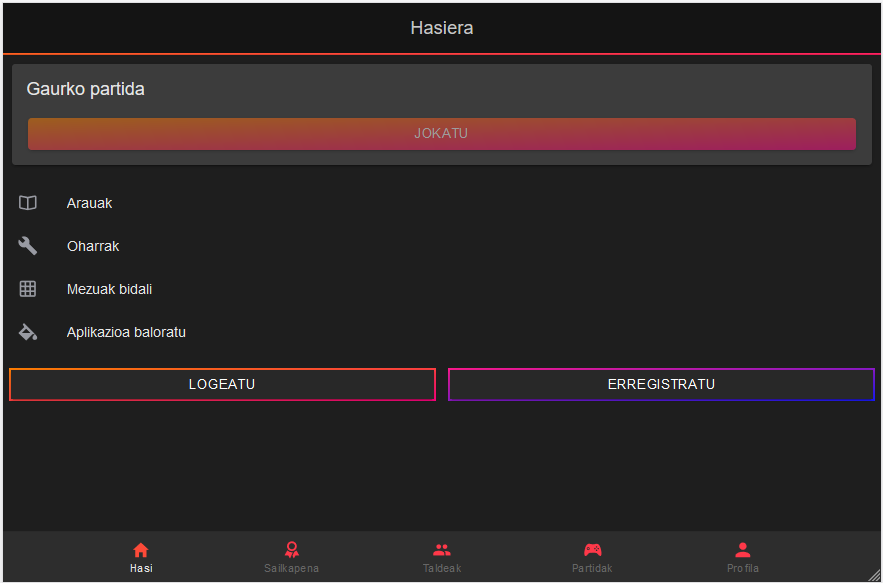 Hasiera
Gaurko partida
JOKATU
Arauak
Oharrak
Mezuak bidali
Aplikazioa baloratu
LOGEATU
ERREGISTRATU
Hasi
Sailkapena
Taldeak
Partidak
Profila